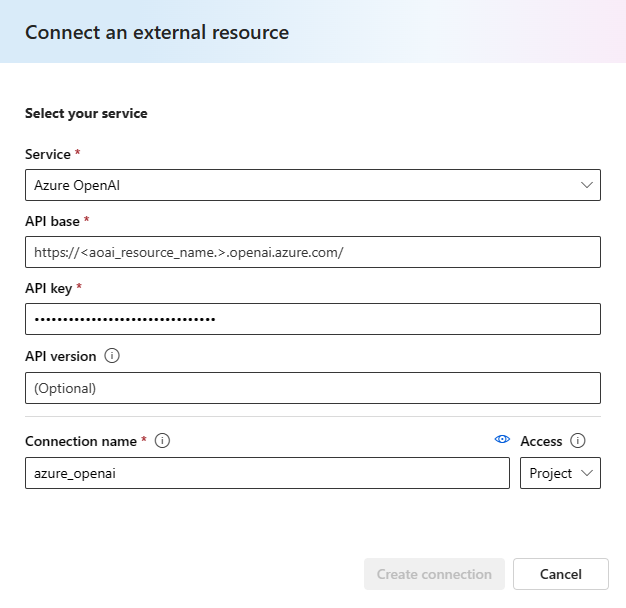 Connect an external resource
Select your service
Service *
Azure OpenAI
API base *
https://<aoai_resource_name.>.openai.azure.com/
API key *
••••••••••••••••••••••••••••••••
API version
(Optional)
Connection name * Access
azure_openai Project
Create connection Cancel